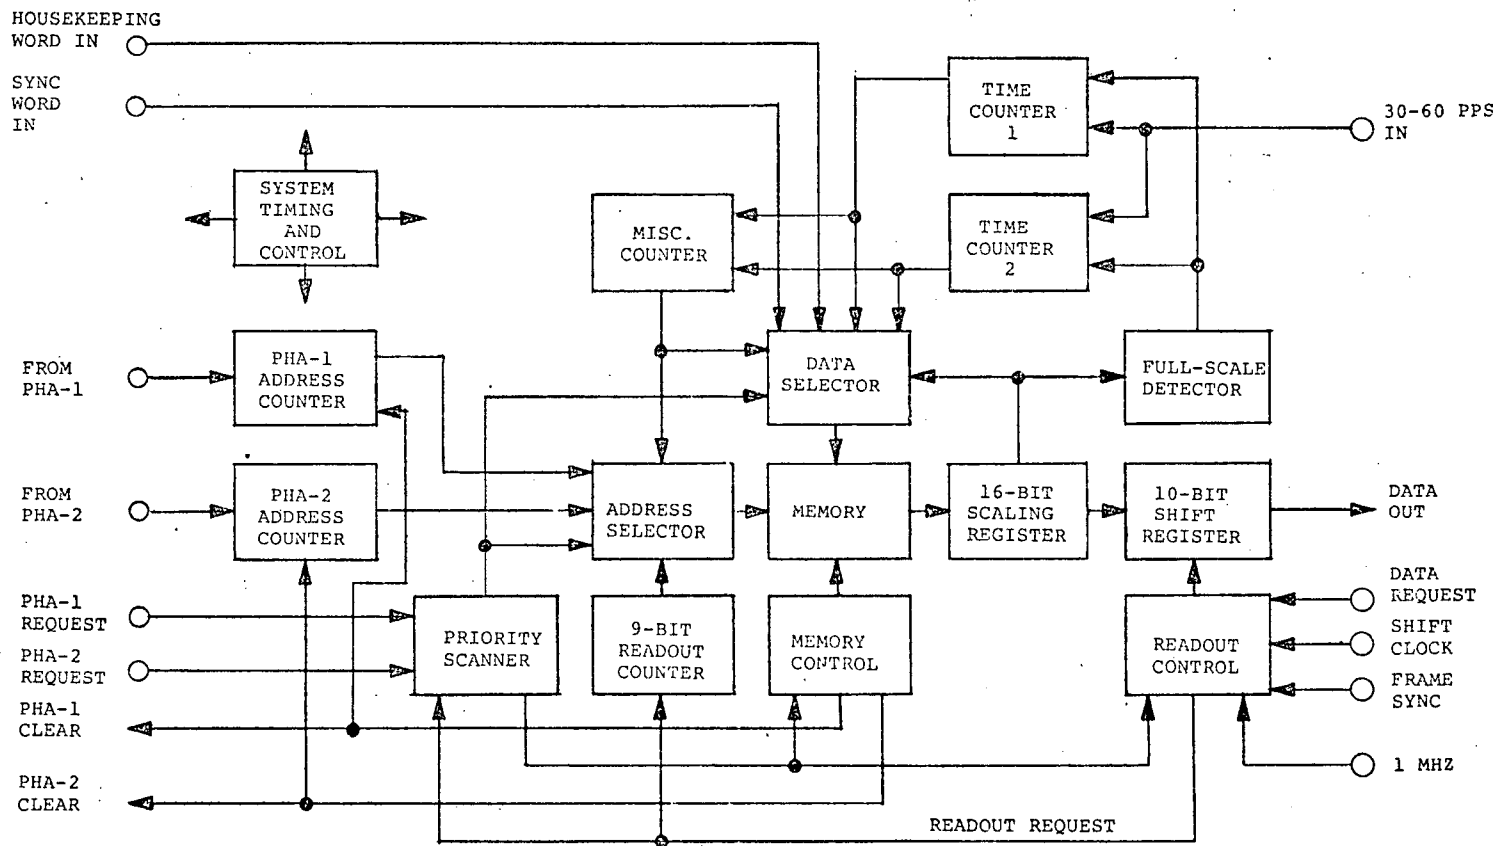 HOUSEKEEPING
WORD IN
SYNC
WORD
IN
TIME
COUNTER
1
30-60 PPS
IN
SYSTEM
TIMING
AND
CONTROL
MISC.
COUNTER
TIME
COUNTER
2
FROM
PHA-1
PHA-1
ADDRESS
COUNTER
DATA
SELECTOR
FULL-SCALE
DETECTOR
FROM
PHA-2
PHA-2
ADDRESS
COUNTER
ADDRESS
SELECTOR
MEMORY
16-BIT
SCALING
REGISTER
10-BIT
SHIFT
REGISTER
DATA
OUT
PHA-1
REQUEST
PHA-2
REQUEST
PRIORITY
SCANNER
9-BIT
READOUT
COUNTER
MEMORY
CONTROL
READOUT
CONTROL
DATA
REQUEST
SHIFT
CLOCK
FRAME
SYNC
PHA-1
CLEAR
PHA-2
CLEAR
1 MHZ
READOUT REQUEST